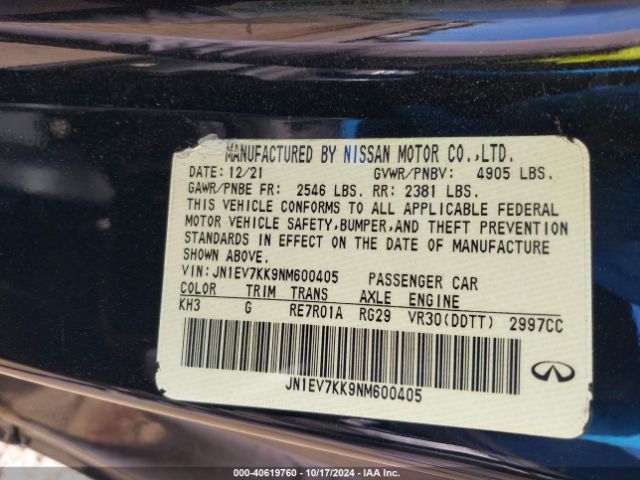 MANUFACTURED BY NISSAN MOTOR CO.,LTD.
DATE: 12/21 GVWR/PNBV: 4905 LBS.
GAWR/PNBE FR: 2546 LBS. RR: 2381 LBS.
THIS VEHICLE CONFORMS TO ALL APPLICABLE FEDERAL
MOTOR VEHICLE SAFETY,BUMPER,AND THEFT PREVENTION
STANDARDS IN EFFECT ON THE DATE OF MANUFACTURE
SHOWN ABOVE.
VIN: JN1EV7KK9NM600405 PASSENGER CAR
COLOR TRIM TRANS AXLE ENGINE
KH3 G RE7R01A RG29 VR30(DDTT) 2997CC
JN1EV7KK9NM600405
000-40619760 - 10/17/2024 - IAA Inc.